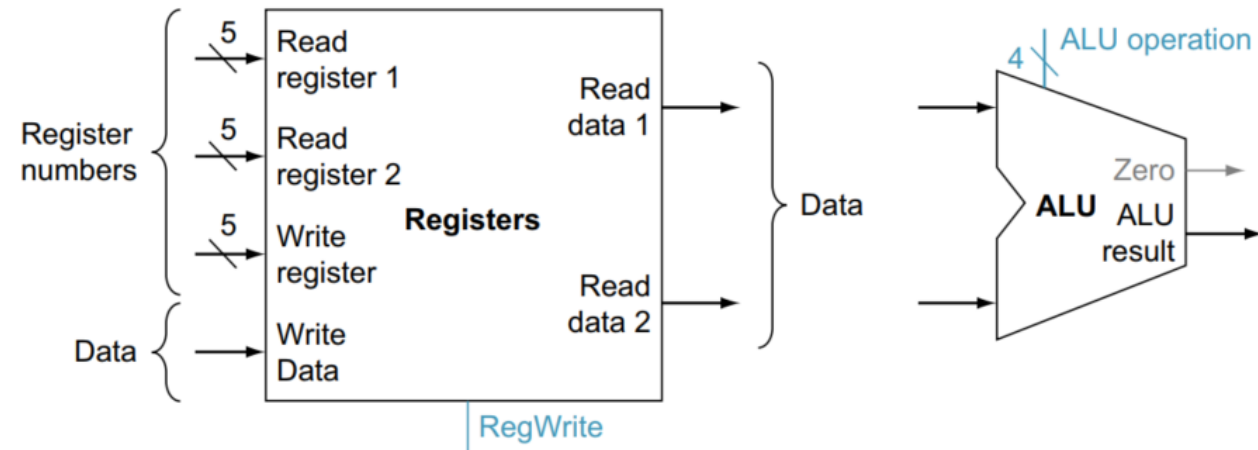 Register
numbers
Data
5
Read
register 1
5
Read
register 2
5
Write
register
Write
Data
Registers
Read
data 1
Read
data 2
RegWrite
Data
4
ALU operation
ALU
Zero
ALU
result